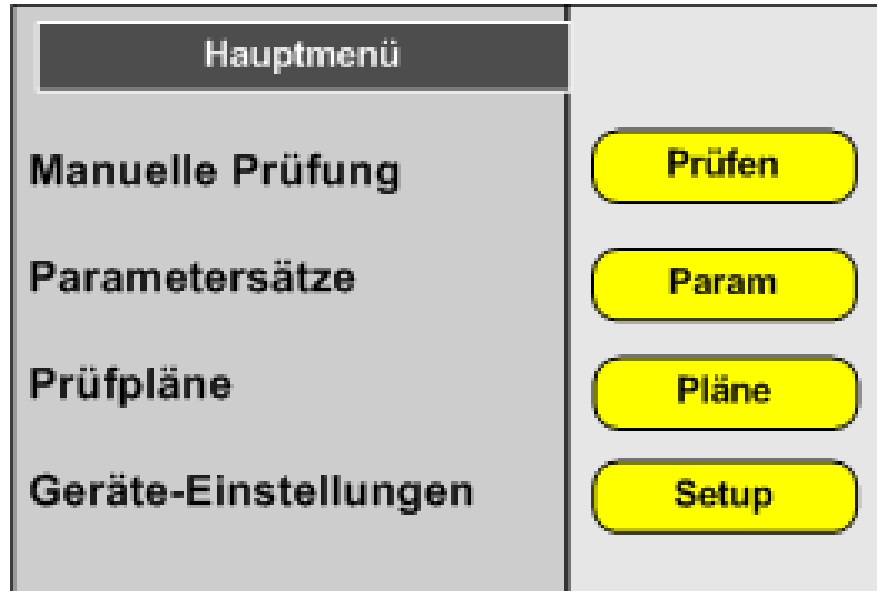 Hauptmenü
Manuelle Prüfung Prüfen
Parametersätze Param
Prüfpläne Pläne
Geräte-Einstellungen Setup